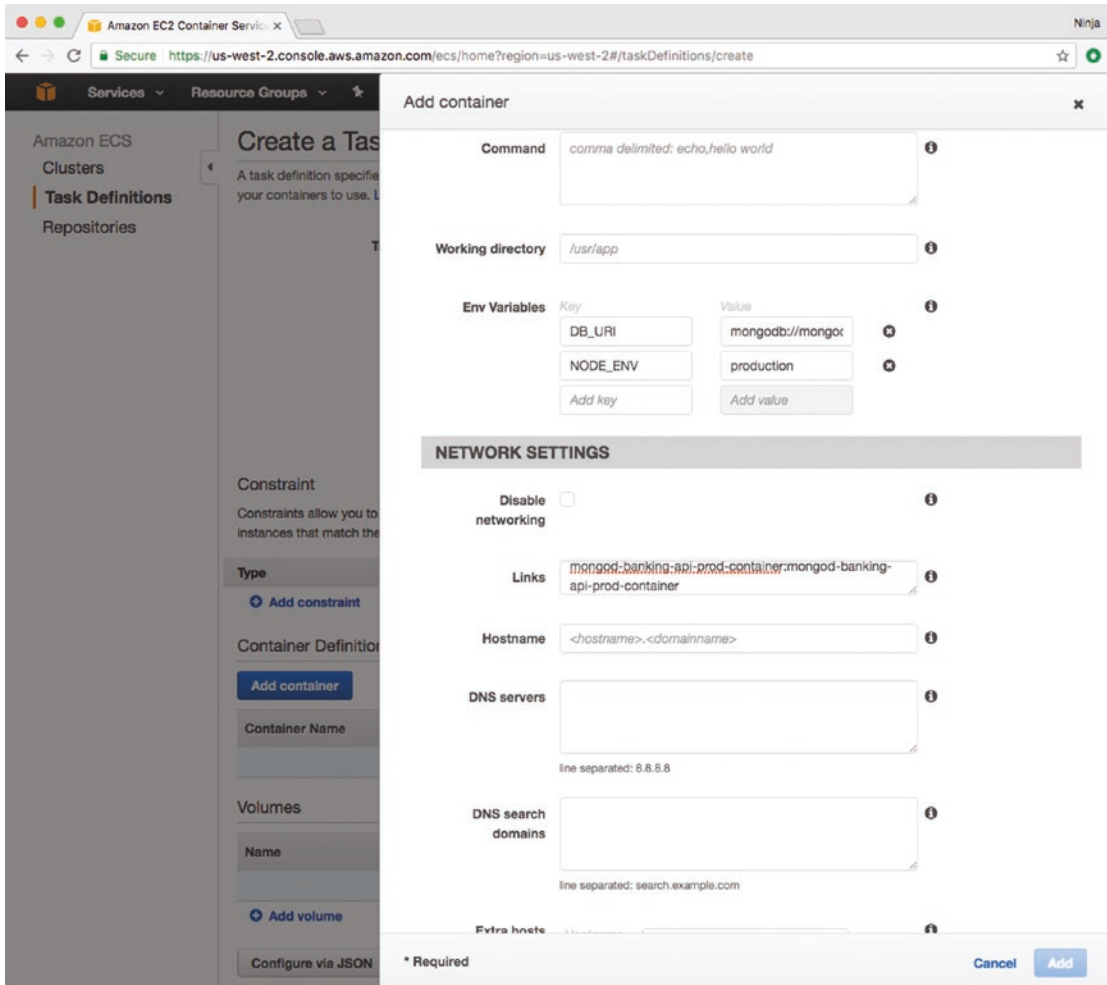 Amazon EC2 Container Servic
Ninja
Secure https://us-west-2.console.aws.amazon.com/ecs/home?region=us-west-2#/taskDefinitions/create
Services
Resource Groups
Amazon ECS
Clusters
Task Definitions
Repositories
Create a Tas
A task definition specifie
your containers to use. L
T
Constraint
Constraints allow you to
instances that match the
Type
Add constraint
Container Definition
Add container
Container Name
Volumes
Name
Add volume
Configure via JSON
Add container
Command
comma delimited: echo,hello world
Working directory
/usr/app
Env Variables
Key Value
DB_URI mongodb://mongo
NODE_ENV production
Add key Add value
NETWORK SETTINGS
Disable
networking
Links
mongod-banking-api-prod-container:mongod-banking-
api-prod-container
Hostname
<hostname>.<domainname>
DNS servers
line separated: 8.8.8.8
DNS search
domains
line separated: search.example.com
Extra hosts
* Required
Cancel
Add